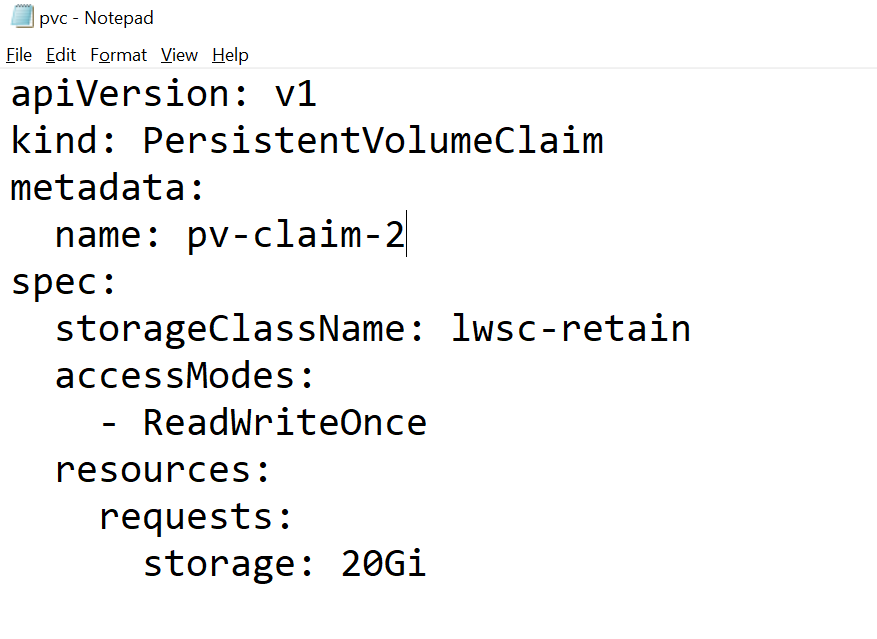 pvc - Notepad
File Edit Format View Help
apiVersion: v1
kind: PersistentVolumeClaim
metadata:
  name: pv-claim-2
spec:
  storageClassName: lwsc-retain
  accessModes:
    - ReadWriteOnce
  resources:
    requests:
      storage: 20Gi